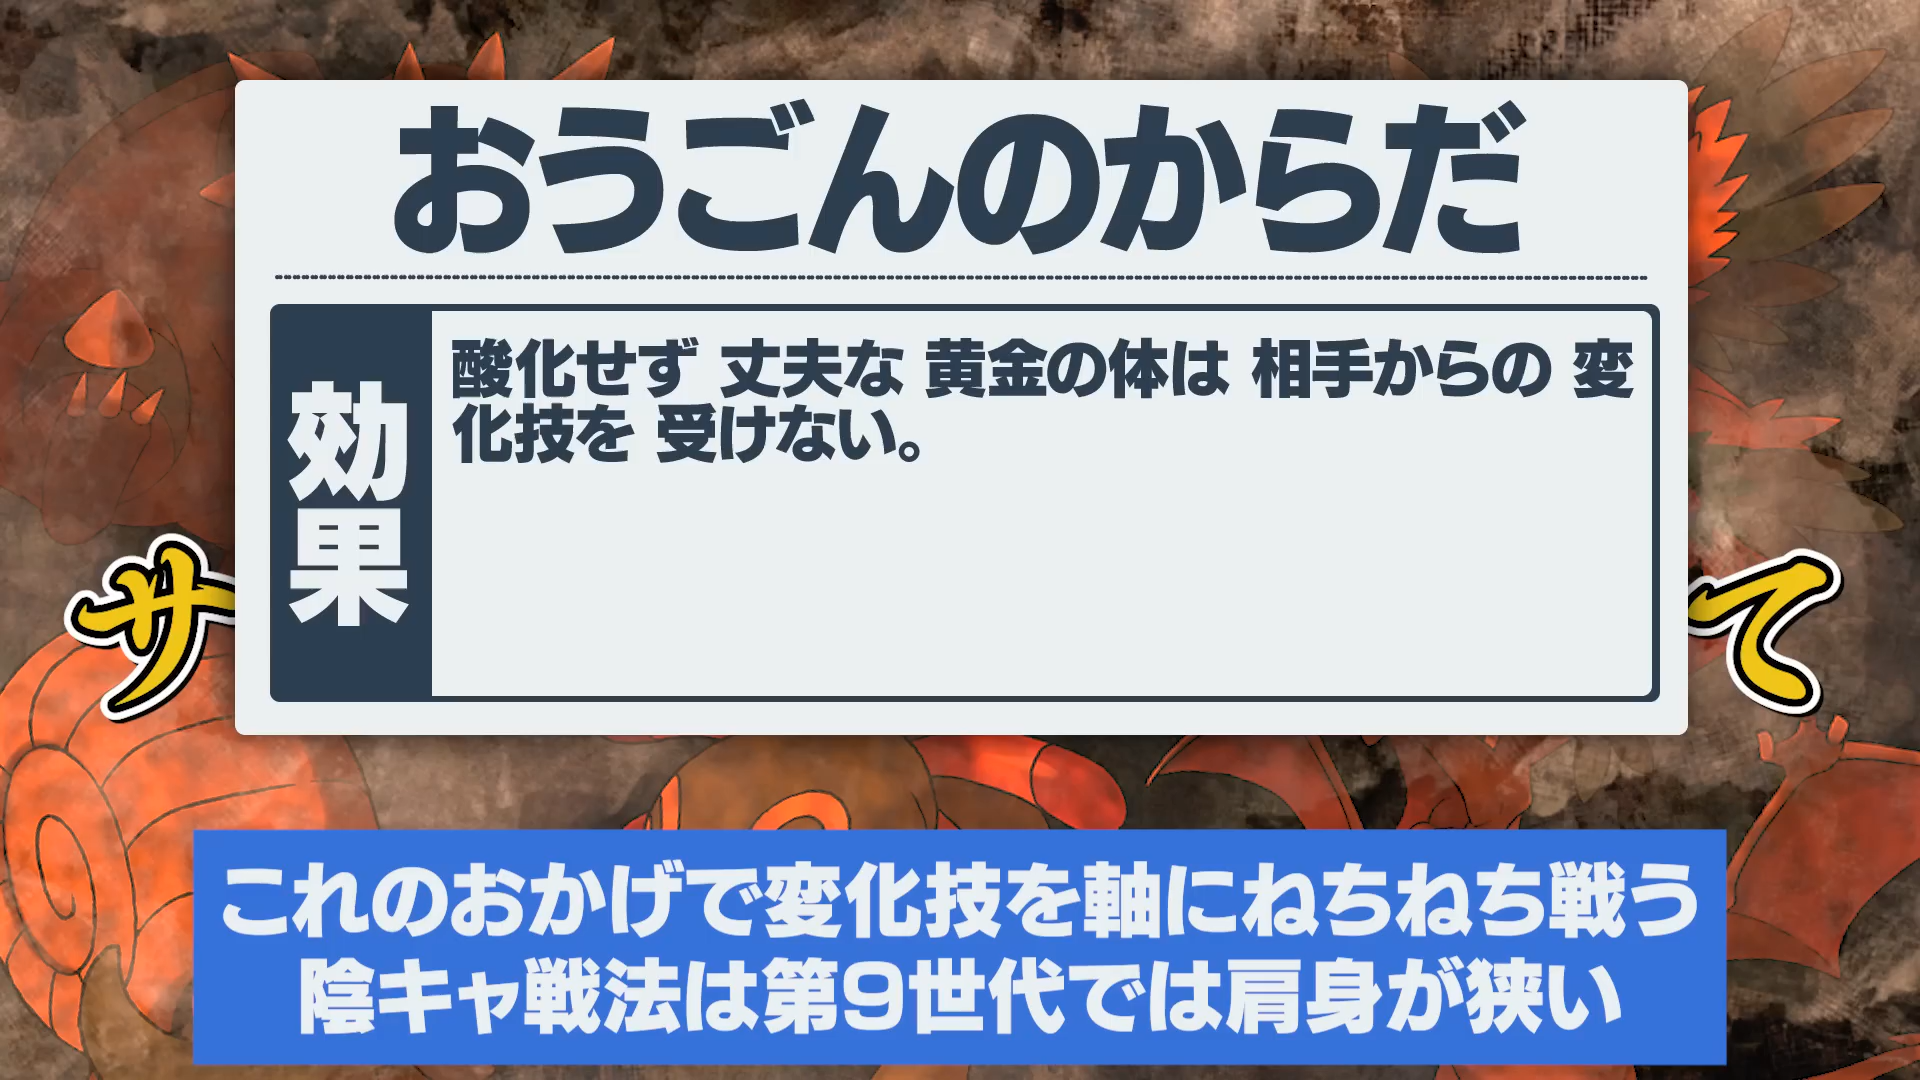 おうごんのからだ
効果
酸化せず 丈夫な 黄金の体は 相手からの 変
化技を 受けない。
サ
て
これのおかげで変化技を軸にねちねち戦う
陰キャ戦法は第9世代では肩身が狭い